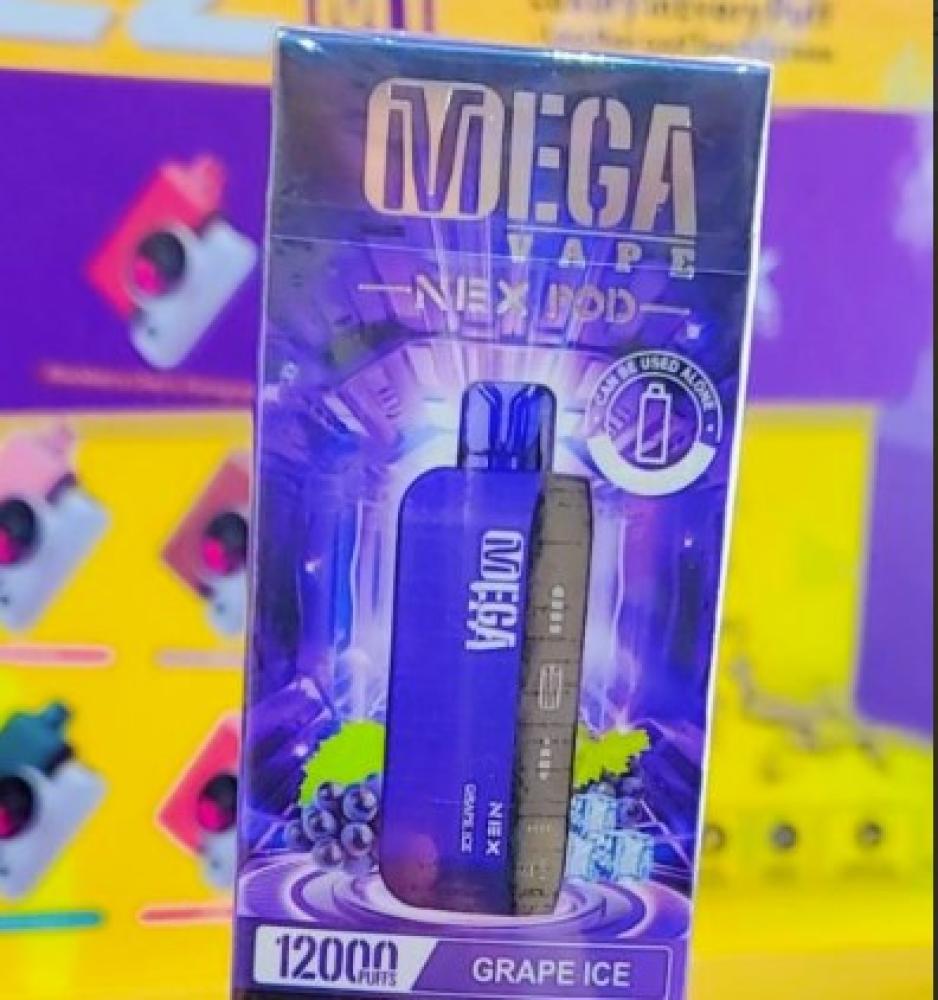 MEGA
VAPE
NEX POD
CAN BE USED ALONE
MEGA
NEX
GRAPE ICE
12000
PUFFS
GRAPE ICE